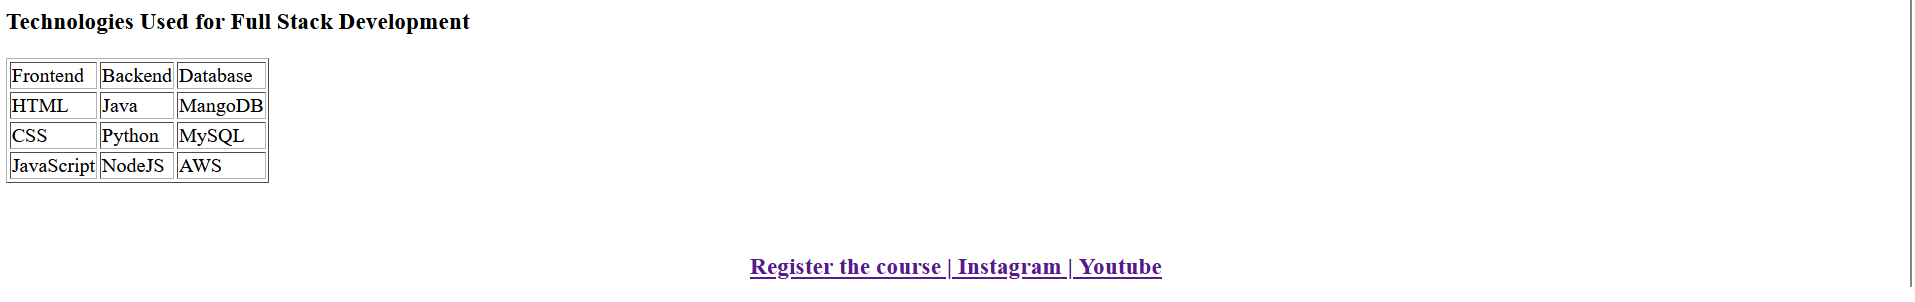 Technologies Used for Full Stack Development
Frontend Backend Database
HTML Java MangoDB
CSS Python MySQL
JavaScript NodeJS AWS
Register the course | Instagram | Youtube